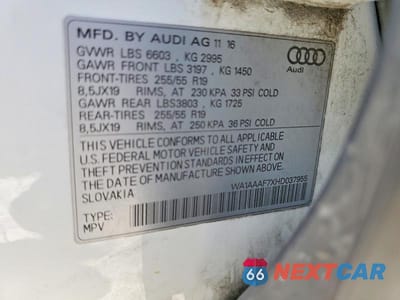 MFD. BY AUDI AG 11 16
GVWR LBS 6603 , KG 2995
GAWR FRONT LBS 3197 , KG 1450
FRONT-TIRES 255/55 R19
8,5JX19 RIMS, AT 230 KPA 33 PSI COLD
GAWR REAR LBS3803 , KG 1725
REAR-TIRES 255/55 R19
8,5JX19 RIMS, AT 250 KPA 36 PSI COLD
THIS VEHICLE CONFORMS TO ALL APPLICABLE
U.S. FEDERAL MOTOR VEHICLE SAFETY AND
THEFT PREVENTION STANDARDS IN EFFECT ON
THE DATE OF MANUFACTURE SHOWN ABOVE.
SLOVAKIA
WA1AAAF7XHD037955
TYPE:
MPV
Audi
66 NEXTCAR